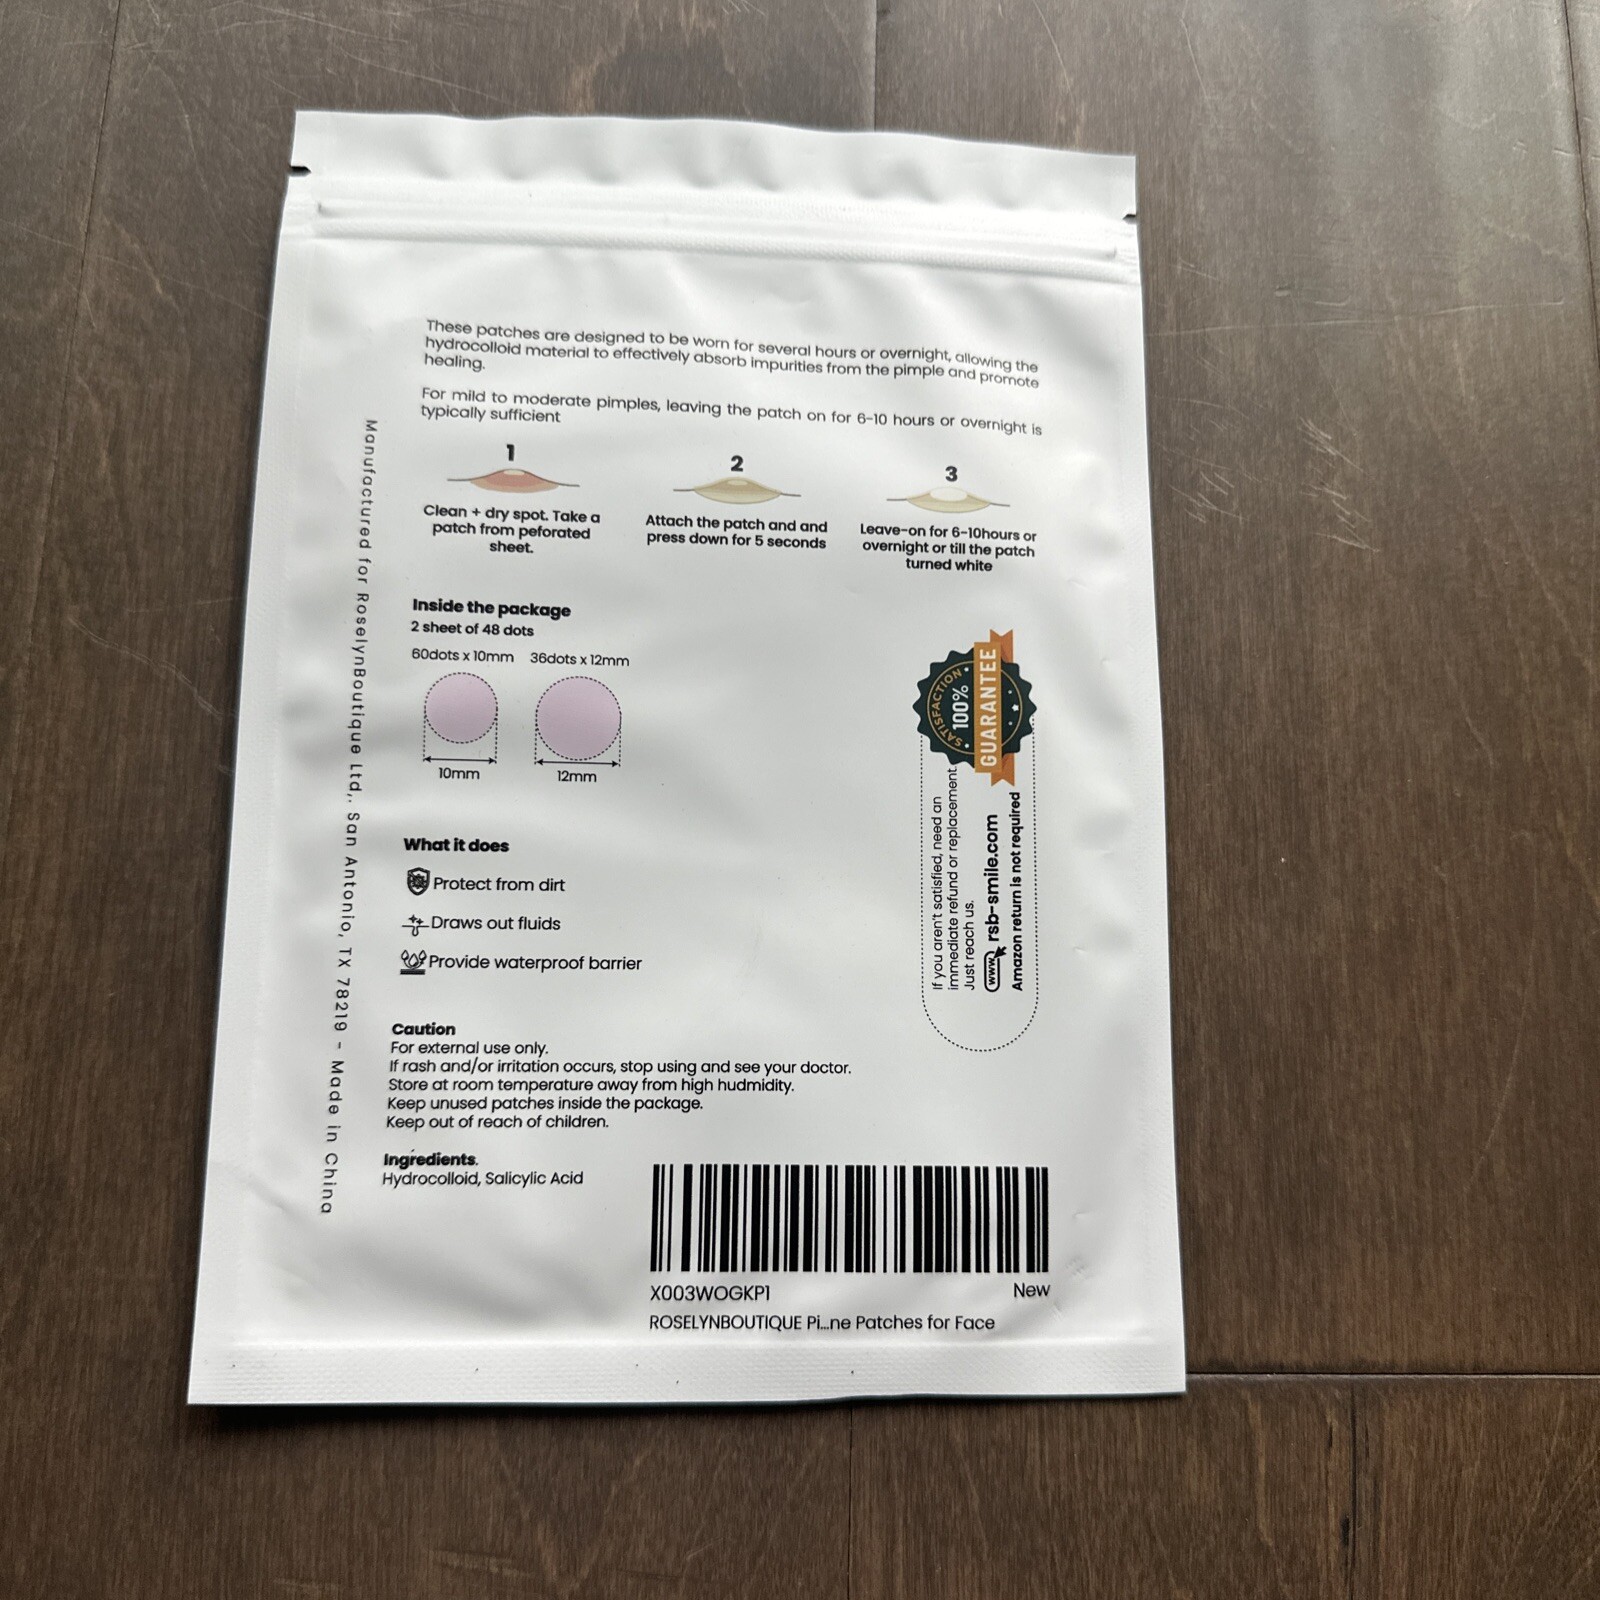 These patches are designed to be worn for several hours or overnight, allowing the
hydrocolloid material to effectively absorb impurities from the pimple and promote
healing.
For mild to moderate pimples, leaving the patch on for 6-10 hours or overnight is
typically sufficient
1
Clean + dry spot. Take a
patch from peforated
sheet.
2
Attach the patch and and
press down for 5 seconds
3
Leave-on for 6-10hours or
overnight or till the patch
turned white
Manufactured for RoselynBoutique Ltd,. San Antonio, TX 78219 - Made in China
Inside the package
2 sheet of 48 dots
60dots x 10mm
36dots x 12mm
10mm
12mm
SATISFACTION
100%
GUARANTEE
If you aren't satisfied, need an
immediate refund or replacement
Just reach us.
www rsb-smile.com
Amazon return is not required
What it does
Protect from dirt
Draws out fluids
Provide waterproof barrier
Caution
For external use only.
If rash and/or irritation occurs, stop using and see your doctor.
Store at room temperature away from high hudmidity.
Keep unused patches inside the package.
Keep out of reach of children.
Ingredients.
Hydrocolloid, Salicylic Acid
X003WOGKP1
New
ROSELYNBOUTIQUE Pi...ne Patches for Face